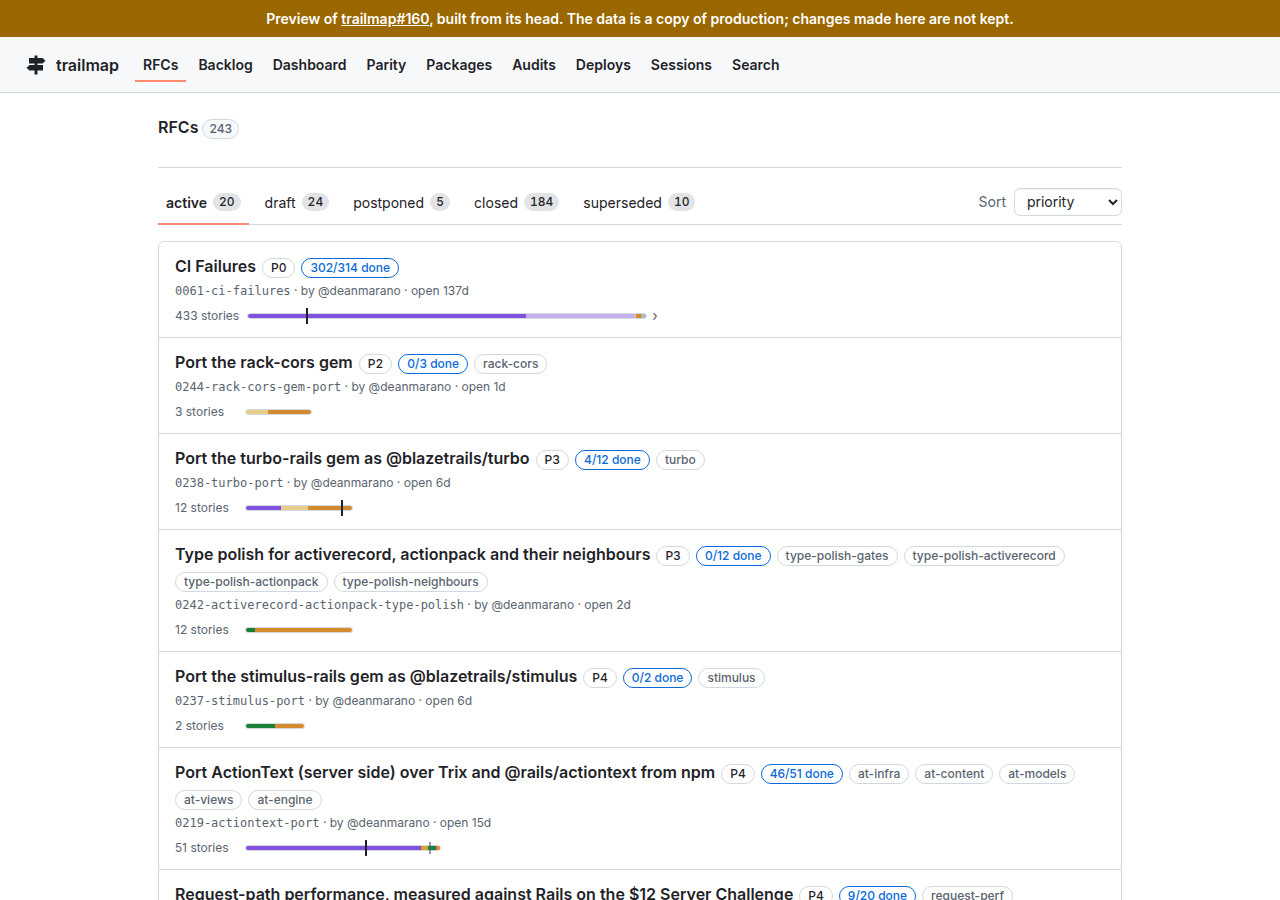 Preview of trailmap#160, built from its head. The data is a copy of production; changes made here are not kept.
trailmap RFCs Backlog Dashboard Parity Packages Audits Deploys Sessions Search
RFCs 243
active 20 draft 24 postponed 5 closed 184 superseded 10 Sort priority
CI Failures P0 302/314 done
0061-ci-failures · by @deanmarano · open 137d
433 stories ›
Port the rack-cors gem P2 0/3 done rack-cors
0244-rack-cors-gem-port · by @deanmarano · open 1d
3 stories
Port the turbo-rails gem as @blazetrails/turbo P3 4/12 done turbo
0238-turbo-port · by @deanmarano · open 6d
12 stories
Type polish for activerecord, actionpack and their neighbours P3 0/12 done type-polish-gates type-polish-activerecord
type-polish-actionpack type-polish-neighbours
0242-activerecord-actionpack-type-polish · by @deanmarano · open 2d
12 stories
Port the stimulus-rails gem as @blazetrails/stimulus P4 0/2 done stimulus
0237-stimulus-port · by @deanmarano · open 6d
2 stories
Port ActionText (server side) over Trix and @rails/actiontext from npm P4 46/51 done at-infra at-content at-models
at-views at-engine
0219-actiontext-port · by @deanmarano · open 15d
51 stories
Request-path performance, measured against Rails on the $12 Server Challenge P4 9/20 done request-perf